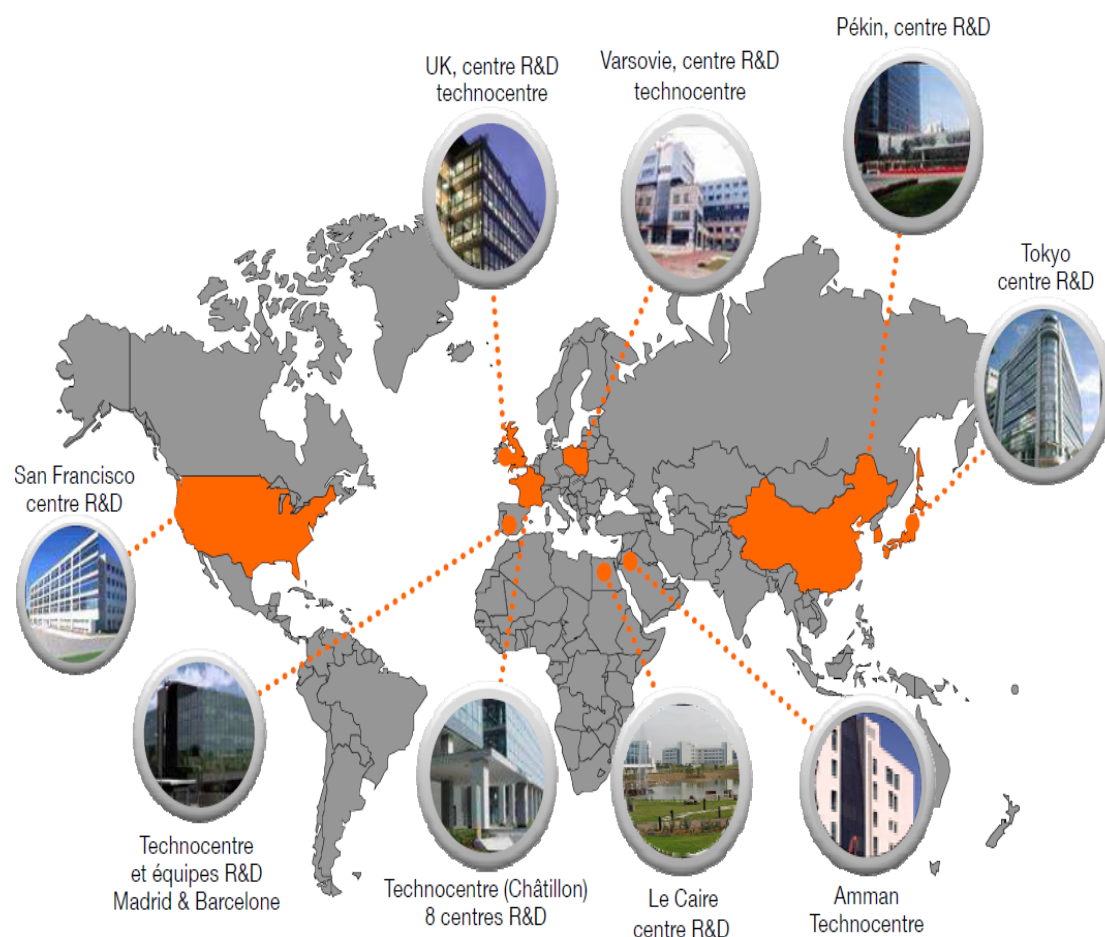 Pékin, centre R&D
UK, centre R&D
technocentre
Varsovie, centre R&D
technocentre
Tokyo
centre R&D
San Francisco
centre R&D
Technocentre
et équipes R&D
Madrid & Barcelone
Technocentre (Châtillon)
8 centres R&D
Le Caire
centre R&D
Amman
Technocentre